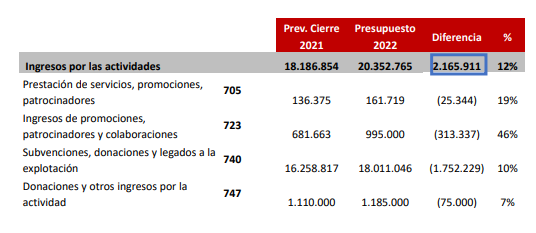 Prev. Cierre Presupuesto Diferencia %
2021 2022
Ingresos por las actividades 18.186.854 20.352.765 2.165.911 12%
Prestación de servicios, promociones, 705
patrocinadores 136.375 161.719 (25.344) 19%
Ingresos de promociones, 723
patrocinadores y colaboraciones 681.663 995.000 (313.337) 46%
Subvenciones, donaciones y legados a la 740
explotación 16.258.817 18.011.046 (1.752.229) 10%
Donaciones y otros ingresos por la 747
actividad 1.110.000 1.185.000 (75.000) 7%